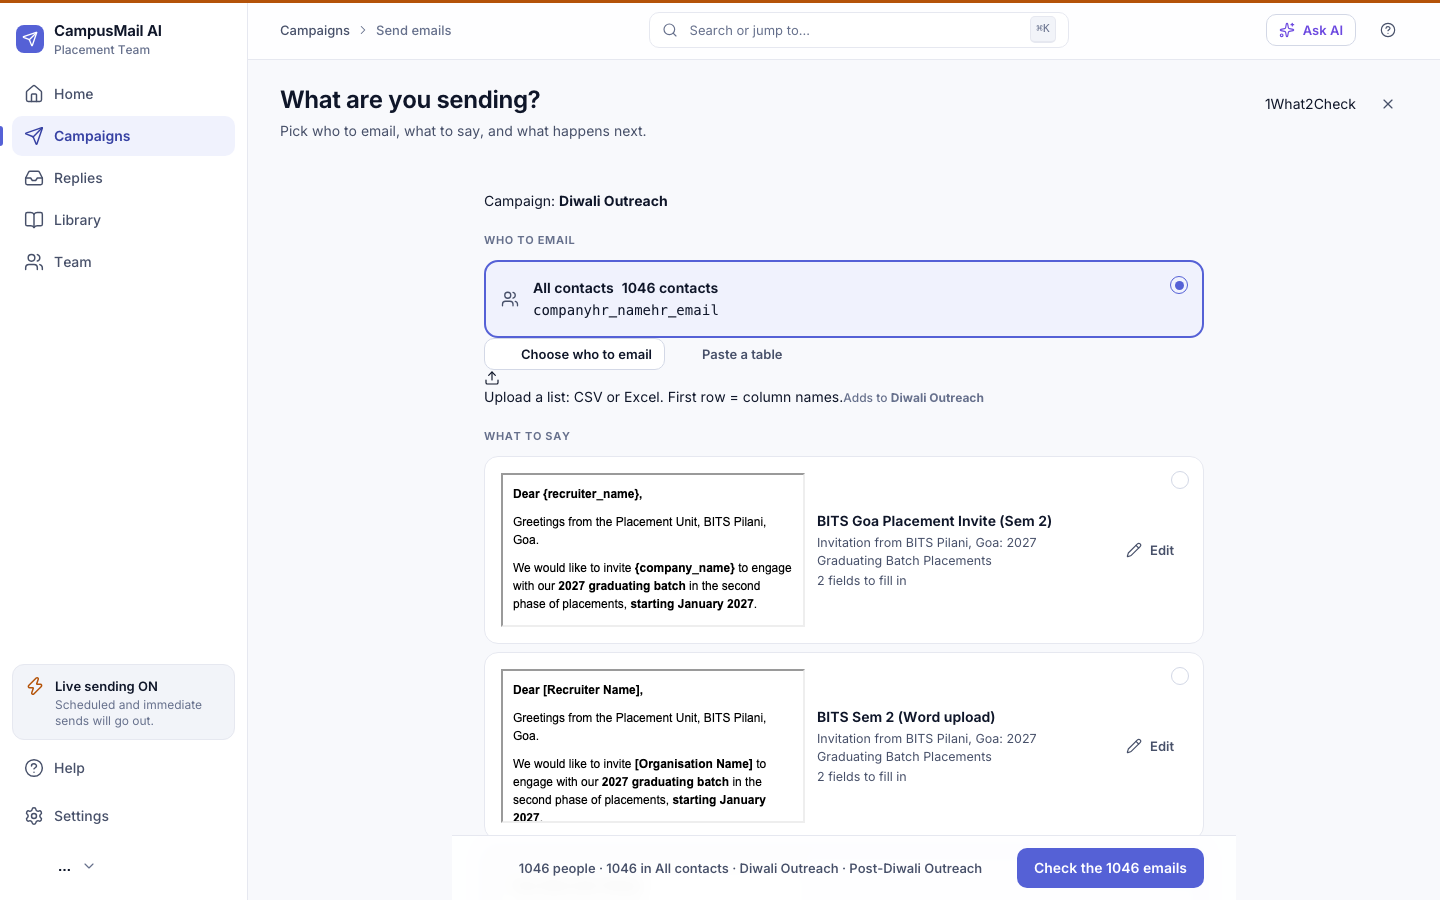 CampusMail AI
Placement Team
Home
Campaigns
Replies
Library
Team
Live sending ON
Scheduled and immediate
sends will go out.
Help
Settings
...
Campaigns > Send emails
Search or jump to...
⌘K
Ask AI
What are you sending?
Pick who to email, what to say, and what happens next.
1What2Check
Campaign: Diwali Outreach
WHO TO EMAIL
All contacts 1046 contacts
companyhr_namehr_email
Choose who to email
Paste a table
Upload a list: CSV or Excel. First row = column names.Adds to Diwali Outreach
WHAT TO SAY
Dear {recruiter_name},
Greetings from the Placement Unit, BITS Pilani,
Goa.
We would like to invite {company_name} to engage
with our 2027 graduating batch in the second
phase of placements, starting January 2027.
BITS Goa Placement Invite (Sem 2)
Invitation from BITS Pilani, Goa: 2027
Graduating Batch Placements
2 fields to fill in
Edit
Dear [Recruiter Name],
Greetings from the Placement Unit, BITS Pilani,
Goa.
We would like to invite [Organisation Name] to
engage with our 2027 graduating batch in the
second phase of placements, starting January
2027.
BITS Sem 2 (Word upload)
Invitation from BITS Pilani, Goa: 2027
Graduating Batch Placements
2 fields to fill in
Edit
1046 people · 1046 in All contacts · Diwali Outreach · Post-Diwali Outreach
Check the 1046 emails